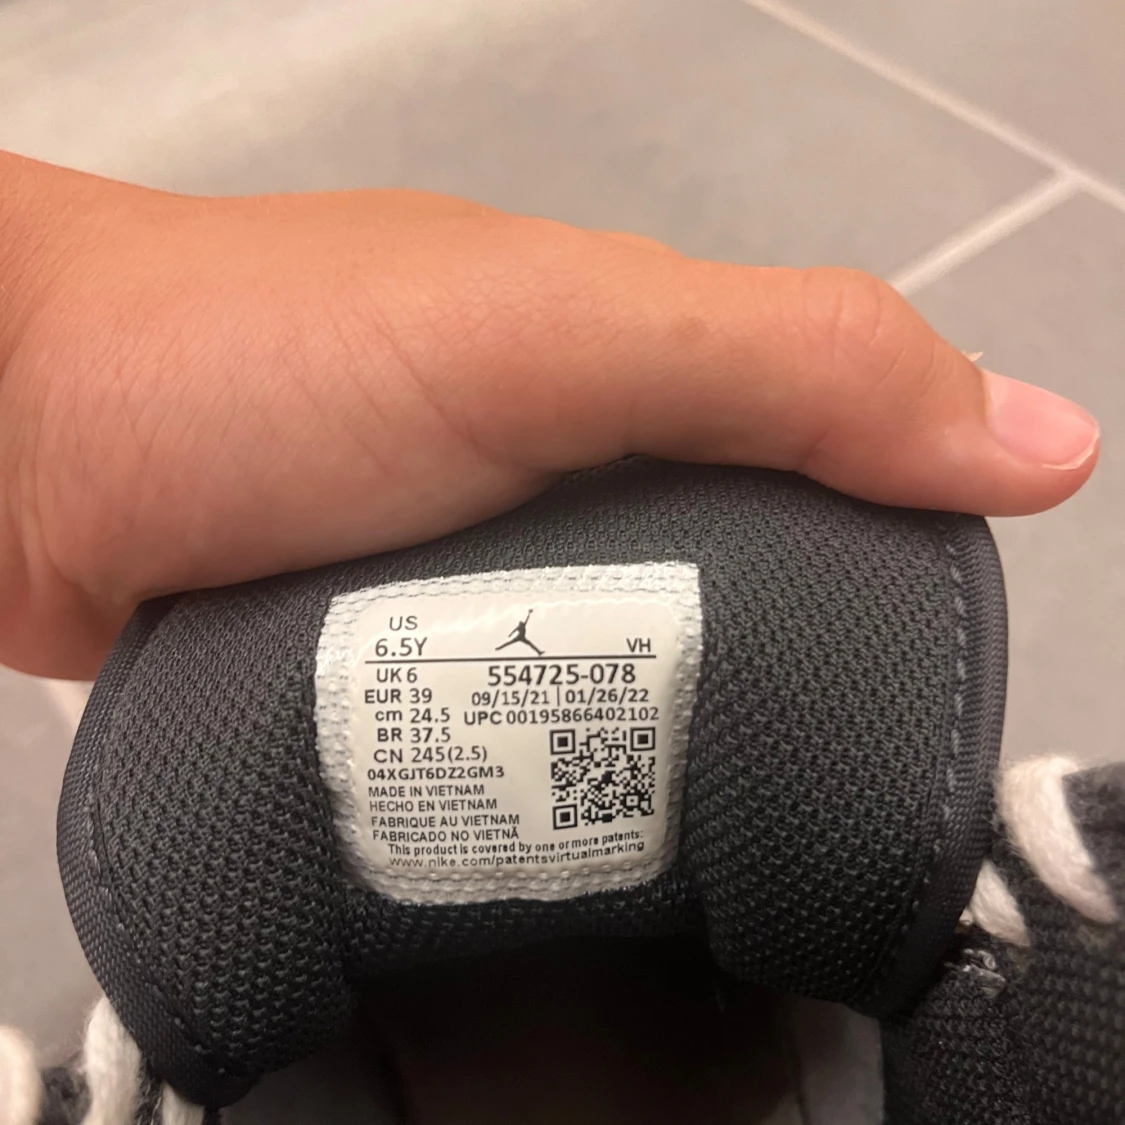 US
6.5Y
VH
UK 6
554725-078
EUR 39
09/15/21 | 01/26/22
cm 24.5
UPC 00195866402102
BR 37.5
CN 245(2.5)
04XGJT6DZ2GM3
MADE IN VIETNAM
HECHO EN VIETNAM
FABRIQUE AU VIETNAM
FABRICADO NO VIETNÃ
This product is covered by one or more patents:
www.nike.com/patentsvirtualmarking